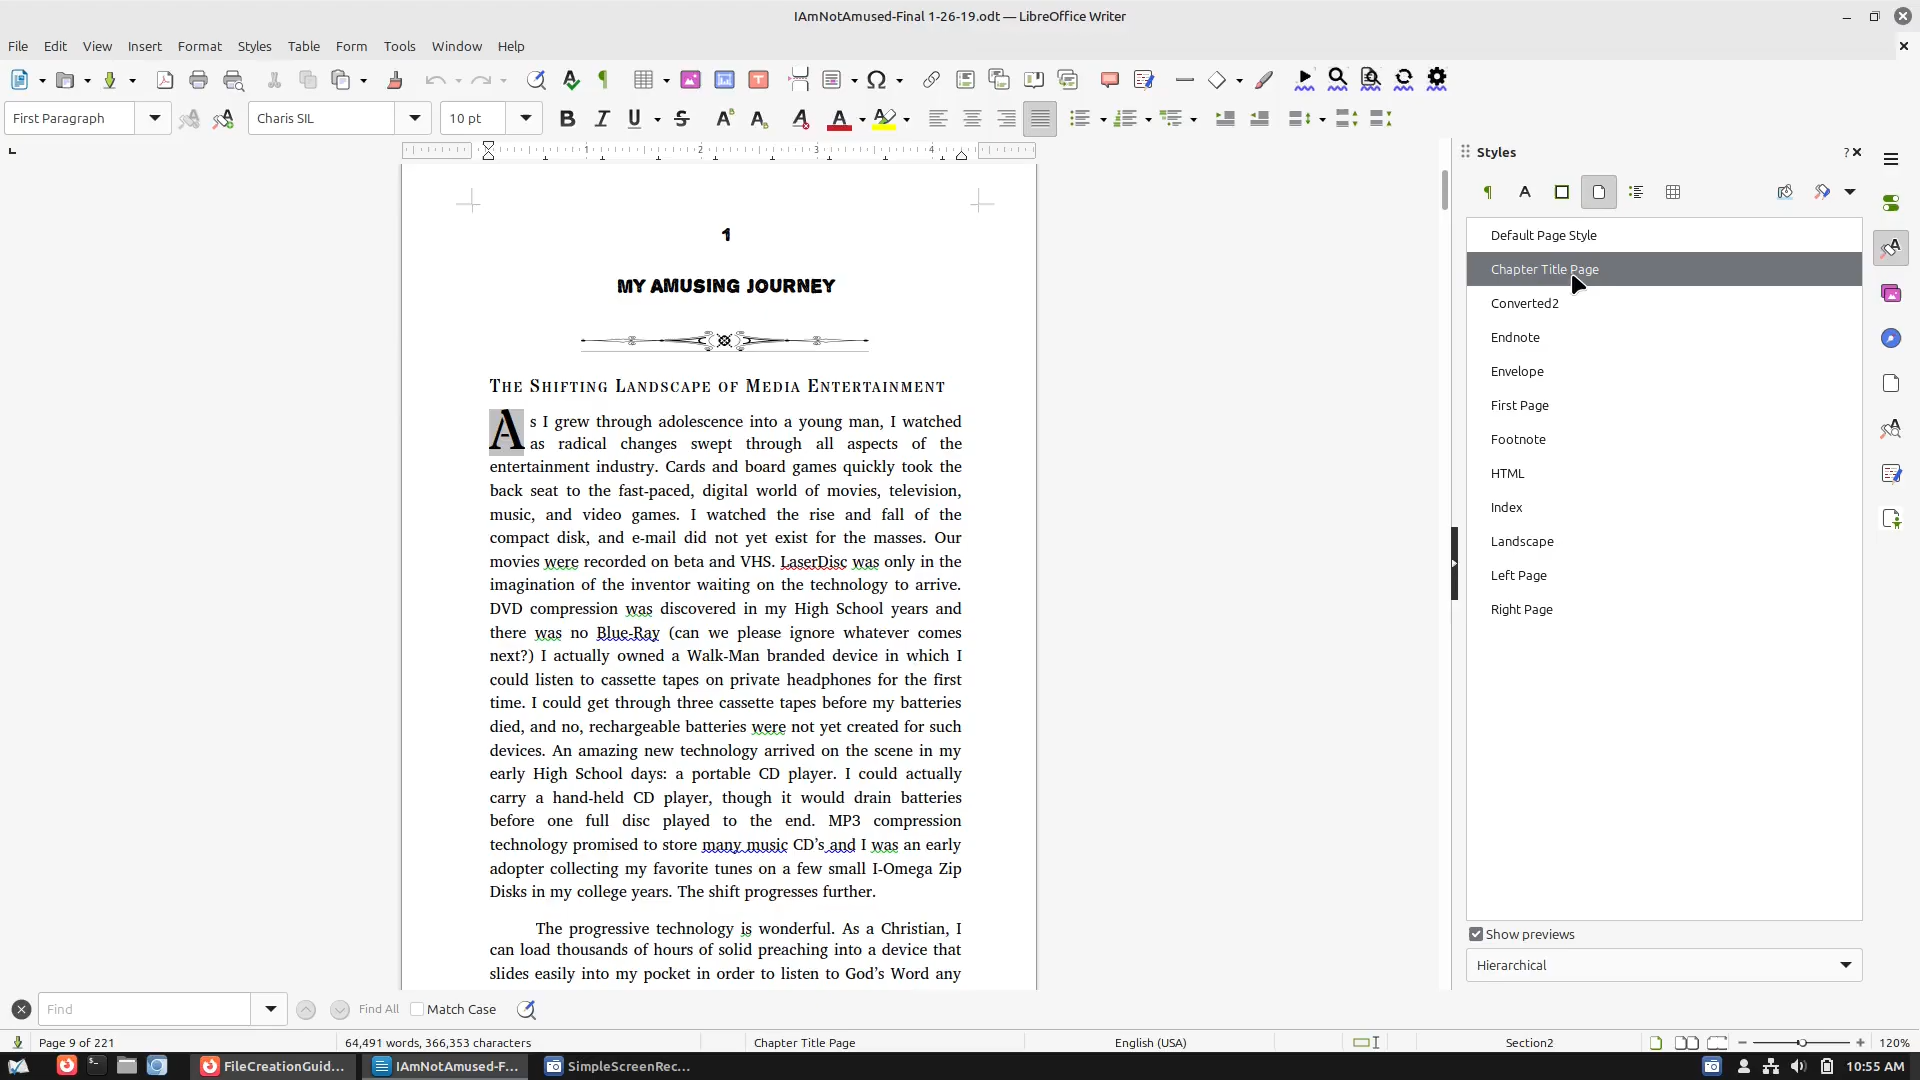 IAmNotAmused-Final 1-26-19.odt — LibreOffice Writer
File Edit View Insert Format Styles Table Form Tools Window Help
First Paragraph Charis SIL 10 pt
1 2 3 4
1
MY AMUSING JOURNEY
The Shifting Landscape of Media Entertainment
As I grew through adolescence into a young man, I watched
as radical changes swept through all aspects of the
entertainment industry. Cards and board games quickly took the
back seat to the fast-paced, digital world of movies, television,
music, and video games. I watched the rise and fall of the
compact disk, and e-mail did not yet exist for the masses. Our
movies were recorded on beta and VHS. LaserDisc was only in the
imagination of the inventor waiting on the technology to arrive.
DVD compression was discovered in my High School years and
there was no Blue-Ray (can we please ignore whatever comes
next?) I actually owned a Walk-Man branded device in which I
could listen to cassette tapes on private headphones for the first
time. I could get through three cassette tapes before my batteries
died, and no, rechargeable batteries were not yet created for such
devices. An amazing new technology arrived on the scene in my
early High School days: a portable CD player. I could actually
carry a hand-held CD player, though it would drain batteries
before one full disc played to the end. MP3 compression
technology promised to store many music CD’s and I was an early
adopter collecting my favorite tunes on a few small I-Omega Zip
Disks in my college years. The shift progresses further.
The progressive technology is wonderful. As a Christian, I
can load thousands of hours of solid preaching into a device that
slides easily into my pocket in order to listen to God’s Word any
Styles
?
Default Page Style
Chapter Title Page
Converted2
Endnote
Envelope
First Page
Footnote
HTML
Index
Landscape
Left Page
Right Page
Show previews
Hierarchical
Find Find All Match Case
Page 9 of 221 64,491 words, 366,353 characters Chapter Title Page English (USA) Section2 120%
FileCreationGuid... IAmNotAmused-F... SimpleScreenRec... 10:55 AM